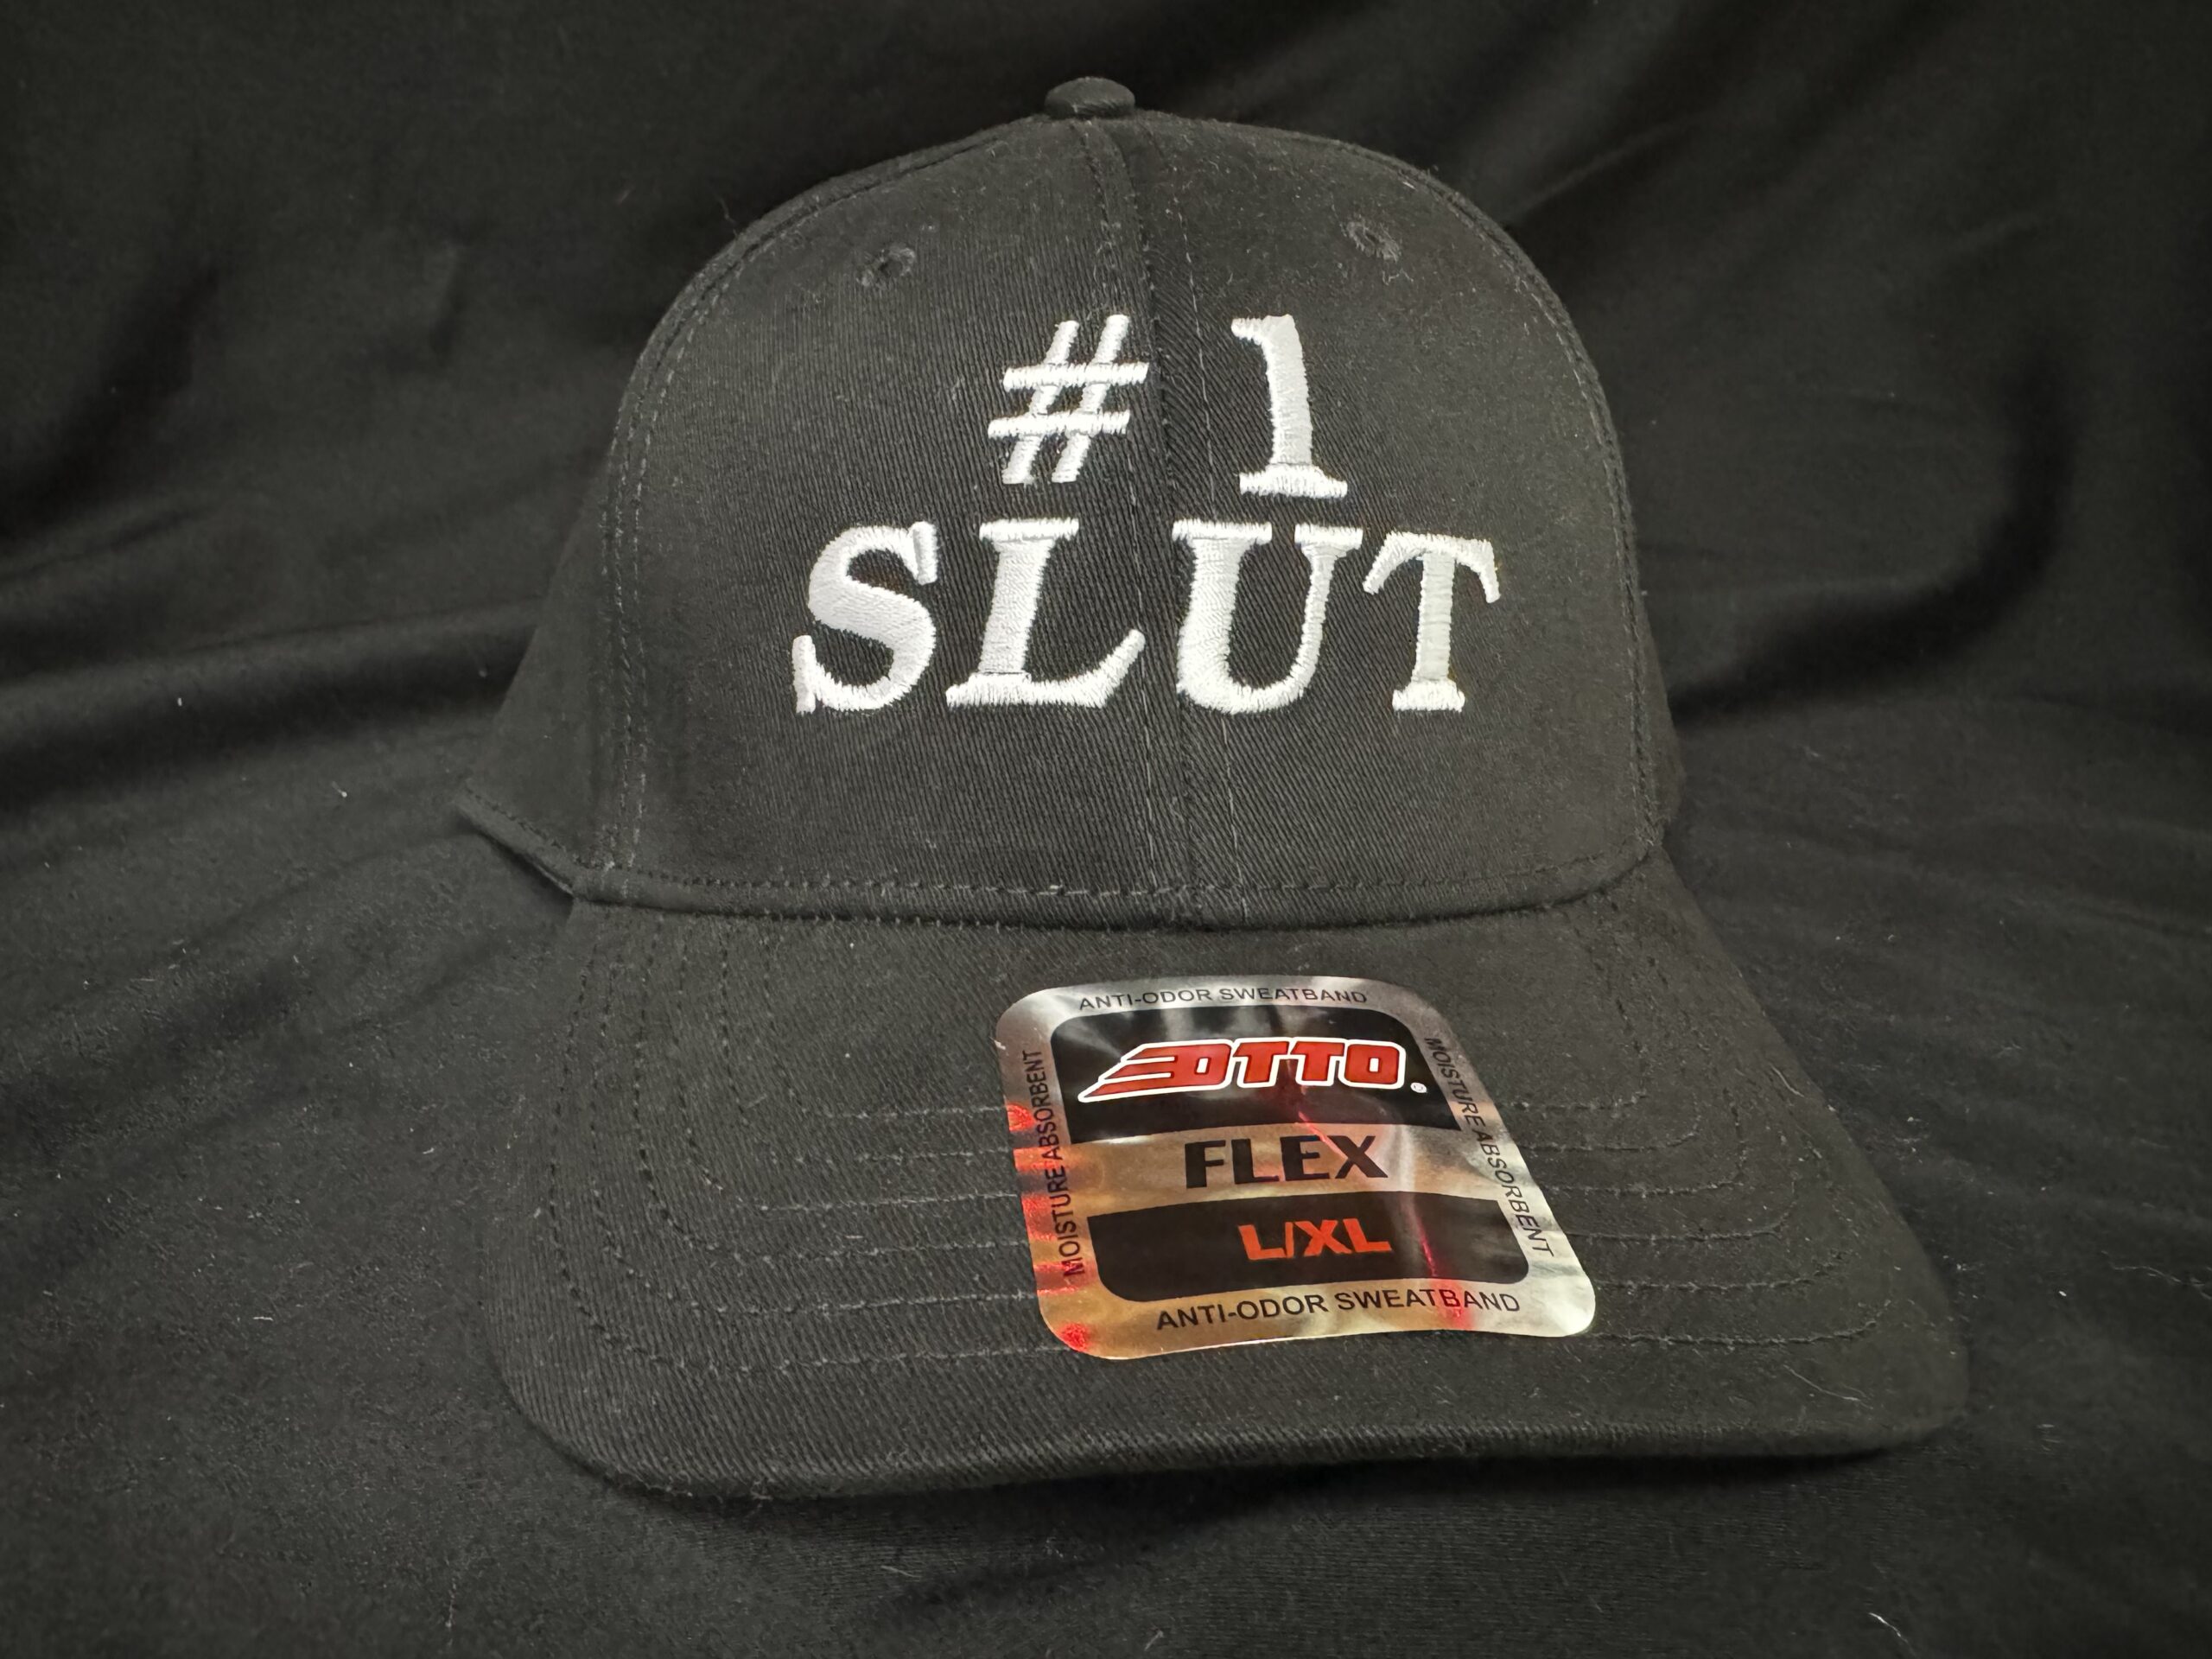 # 1
SLUT
ANTI-ODOR SWEATBAND
OTTO®
MOISTURE ABSORBENT
MOISTURE ABSORBENT
FLEX
L/XL
ANTI-ODOR SWEATBAND